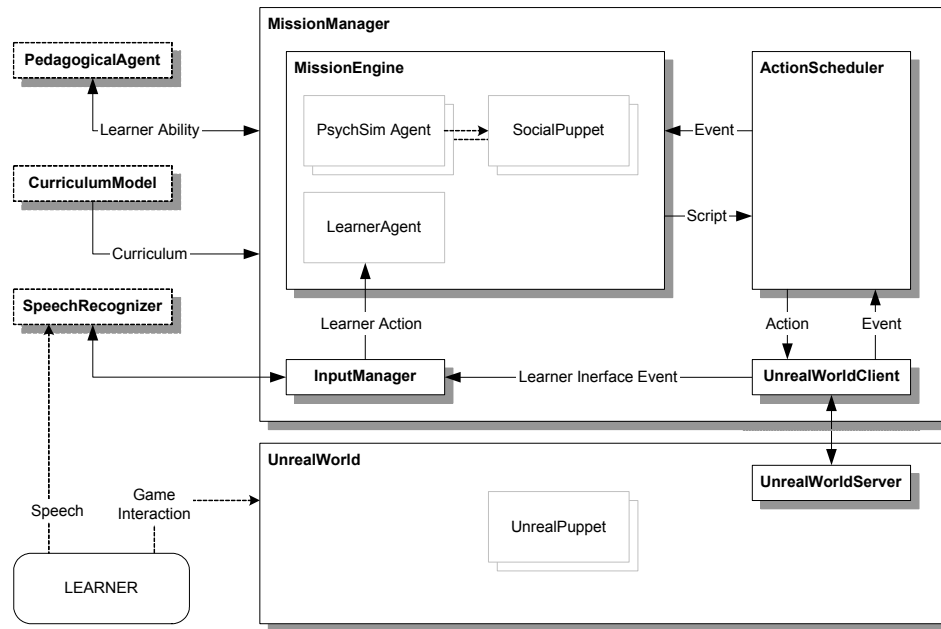 MissionManager
PedagogicalAgent
MissionEngine
ActionScheduler
PsychSim Agent
SocialPuppet
Learner Ability
Event
CurriculumModel
LearnerAgent
Script
Curriculum
SpeechRecognizer
Learner Action
Action
Event
InputManager
Learner Inerface Event
UnrealWorldClient
UnrealWorld
UnrealWorldServer
Game
Interaction
Speech
UnrealPuppet
LEARNER